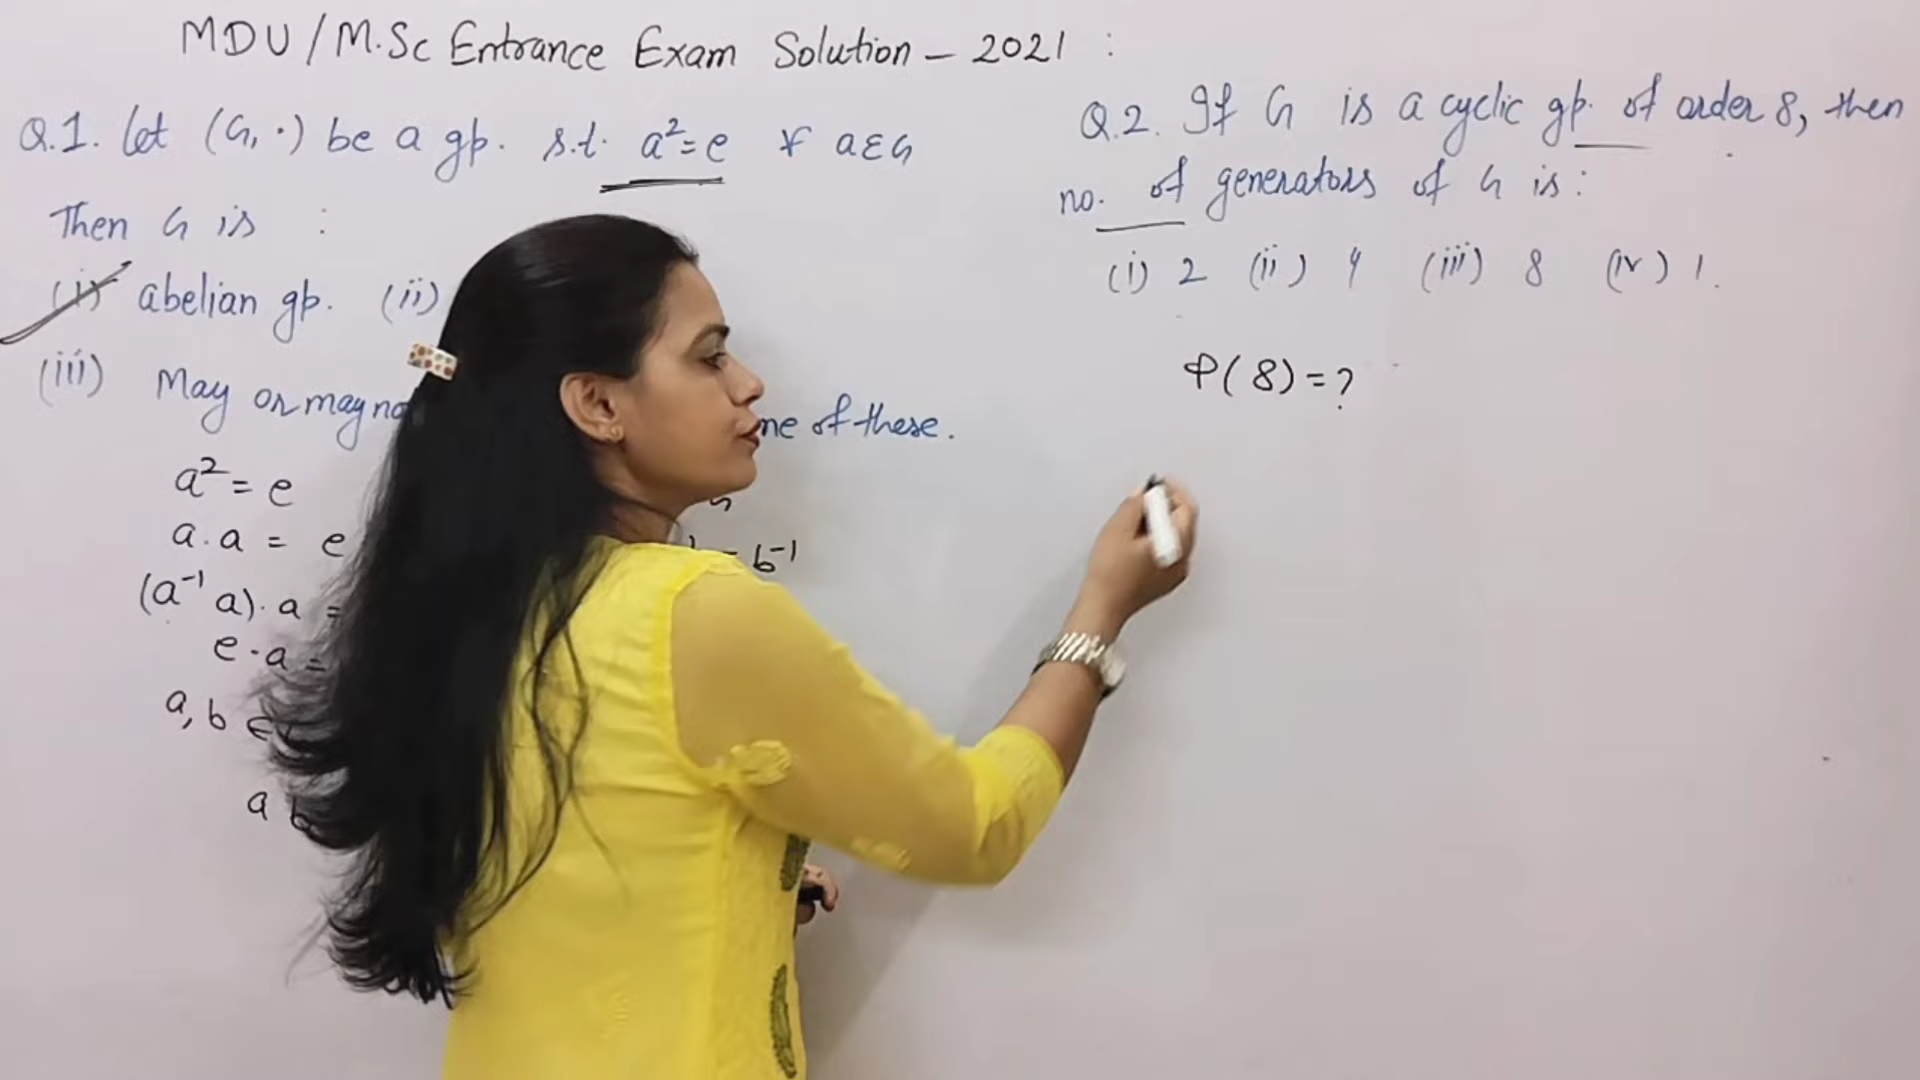 MDU / M.Sc Entrance Exam Solution - 2021 :
Q.1. Let (G, ·) be a gp. s.t. a² = e ∀ a ∈ G
Then G is :
(i) abelian gp. (ii)
(iii) May or may no
ne of these.
a² = e
a . a = e
(a⁻¹ a) . a =
= b⁻¹
e . a =
a, b ∈
a b
Q.2. If G is a cyclic gp. of order 8, then
no. of generators of G is :
(i) 2 (ii) 4 (iii) 8 (iv) 1.
Φ(8) = ?